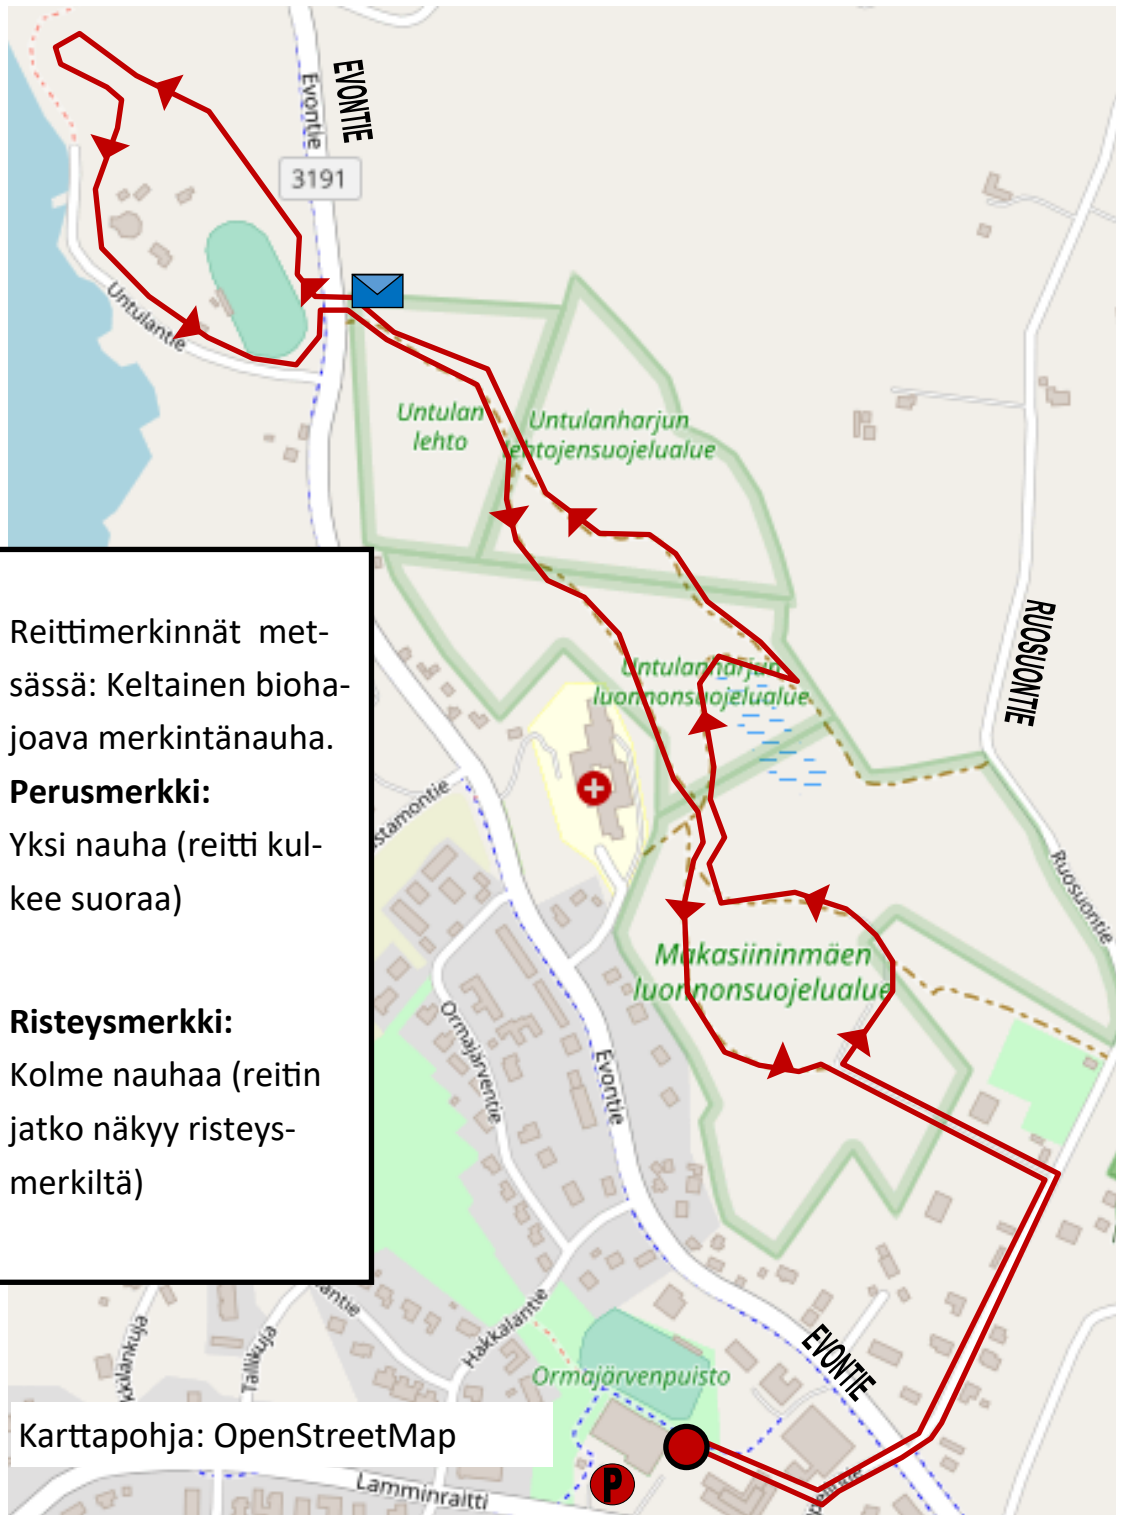 EVONTIE
Evontie
3191
Untulantie
Untulan
lehto
Untulanharjun
lehtojensuojelualue
RUOSUONTIE
Untulanharjun
luonnonsuojelualue
Reittimerkinnät met-
sässä: Keltainen bioha-
joava merkintänauha.
Perusmerkki:
Yksi nauha (reitti kul-
kee suoraa)
Risteysmerkki:
Kolme nauhaa (reitin
jatko näkyy risteys-
merkiltä)
Ruosuontie
Makasiininmäen
luonnonsuojelualue
Ormajärventie
Evontie
Hakkalantie
Tallikuja
EVONTIE
Ormajärvenpuisto
Karttapohja: OpenStreetMap
P
Lamminraitti